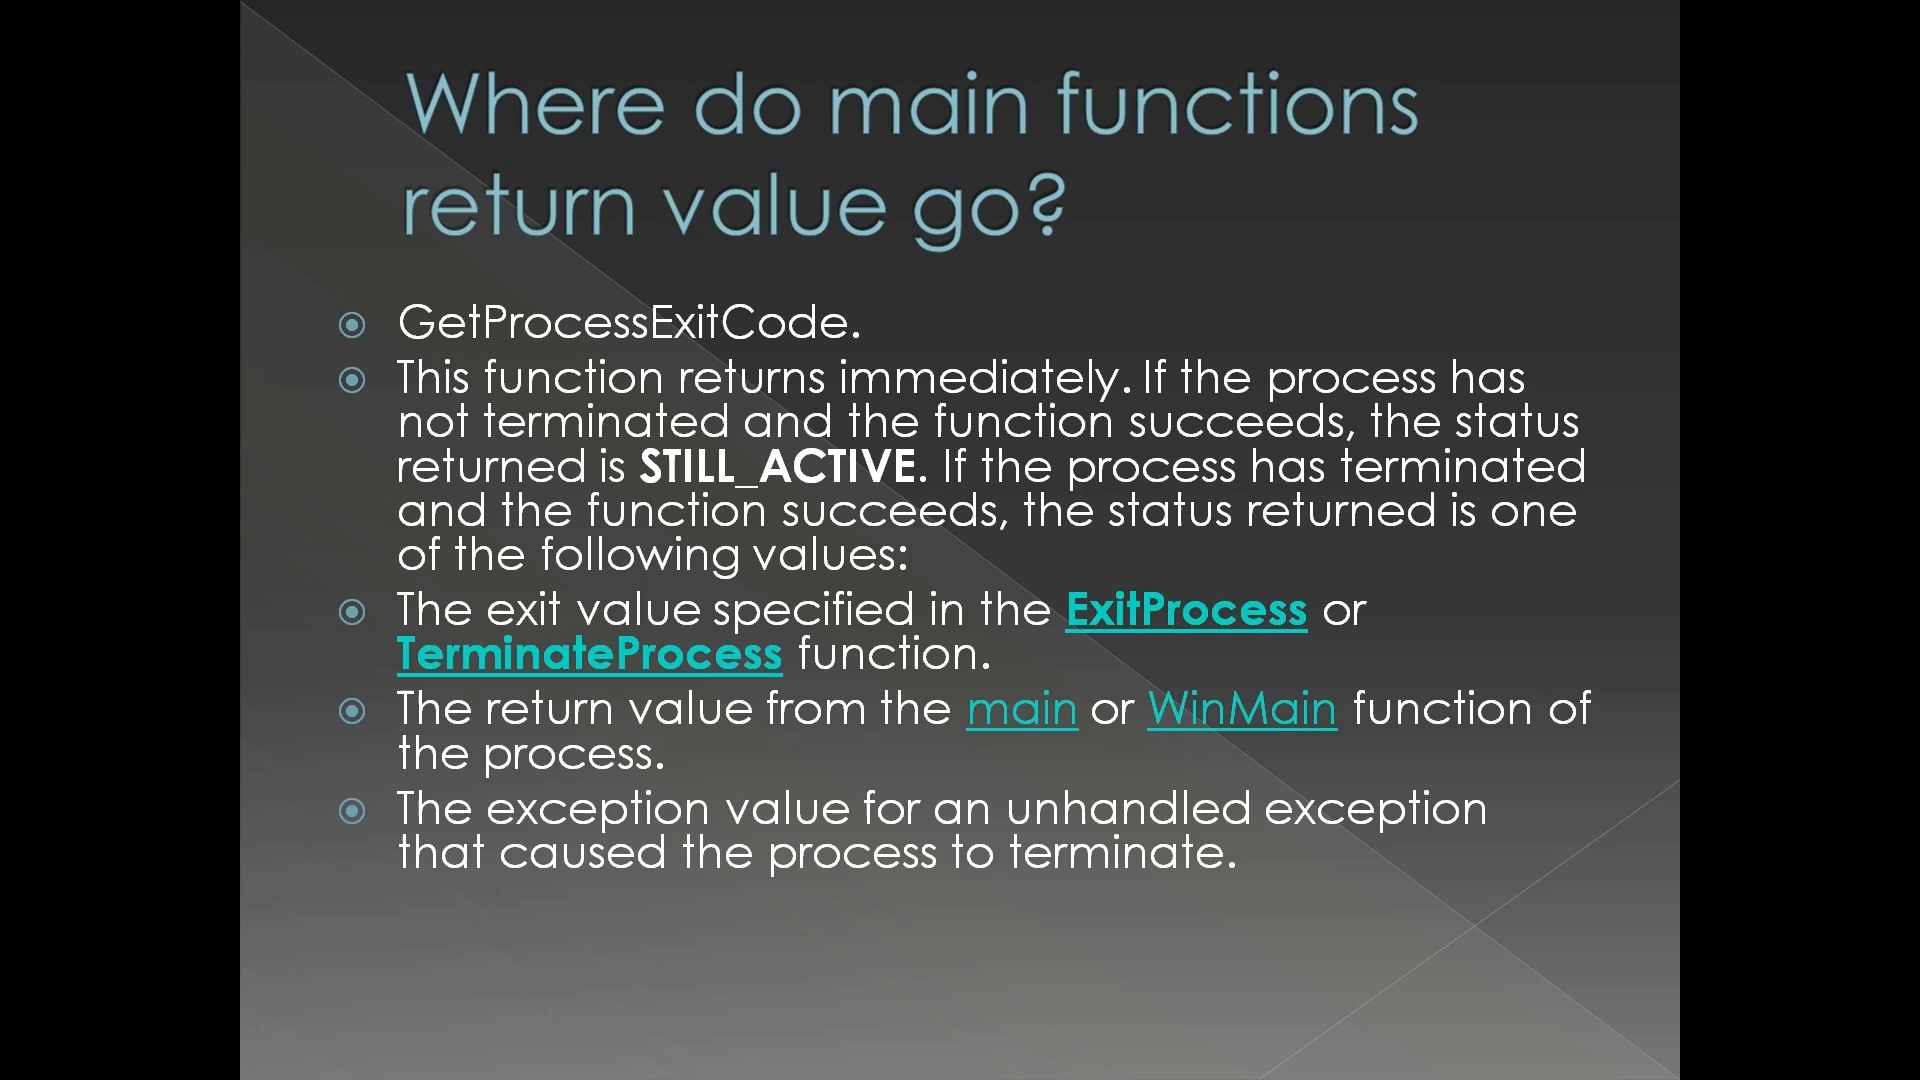 Where do main functions
return value go?
GetProcessExitCode.
This function returns immediately. If the process has
not terminated and the function succeeds, the status
returned is STILL_ACTIVE. If the process has terminated
and the function succeeds, the status returned is one
of the following values:
The exit value specified in the ExitProcess or
TerminateProcess function.
The return value from the main or WinMain function of
the process.
The exception value for an unhandled exception
that caused the process to terminate.